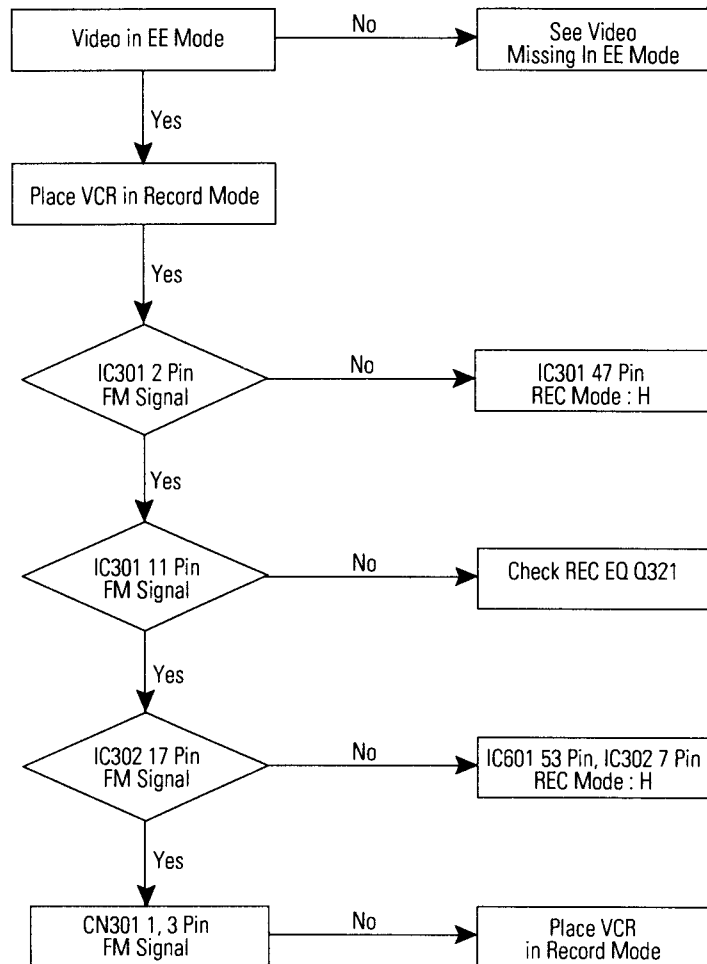 Video in EE Mode
No
See Video
Missing In EE Mode
Yes
Place VCR in Record Mode
Yes
IC301 2 Pin
FM Signal
No
IC301 47 Pin
REC Mode : H
Yes
IC301 11 Pin
FM Signal
No
Check REC EQ Q321
Yes
IC302 17 Pin
FM Signal
No
IC601 53 Pin, IC302 7 Pin
REC Mode : H
Yes
CN301 1, 3 Pin
FM Signal
No
Place VCR
in Record Mode